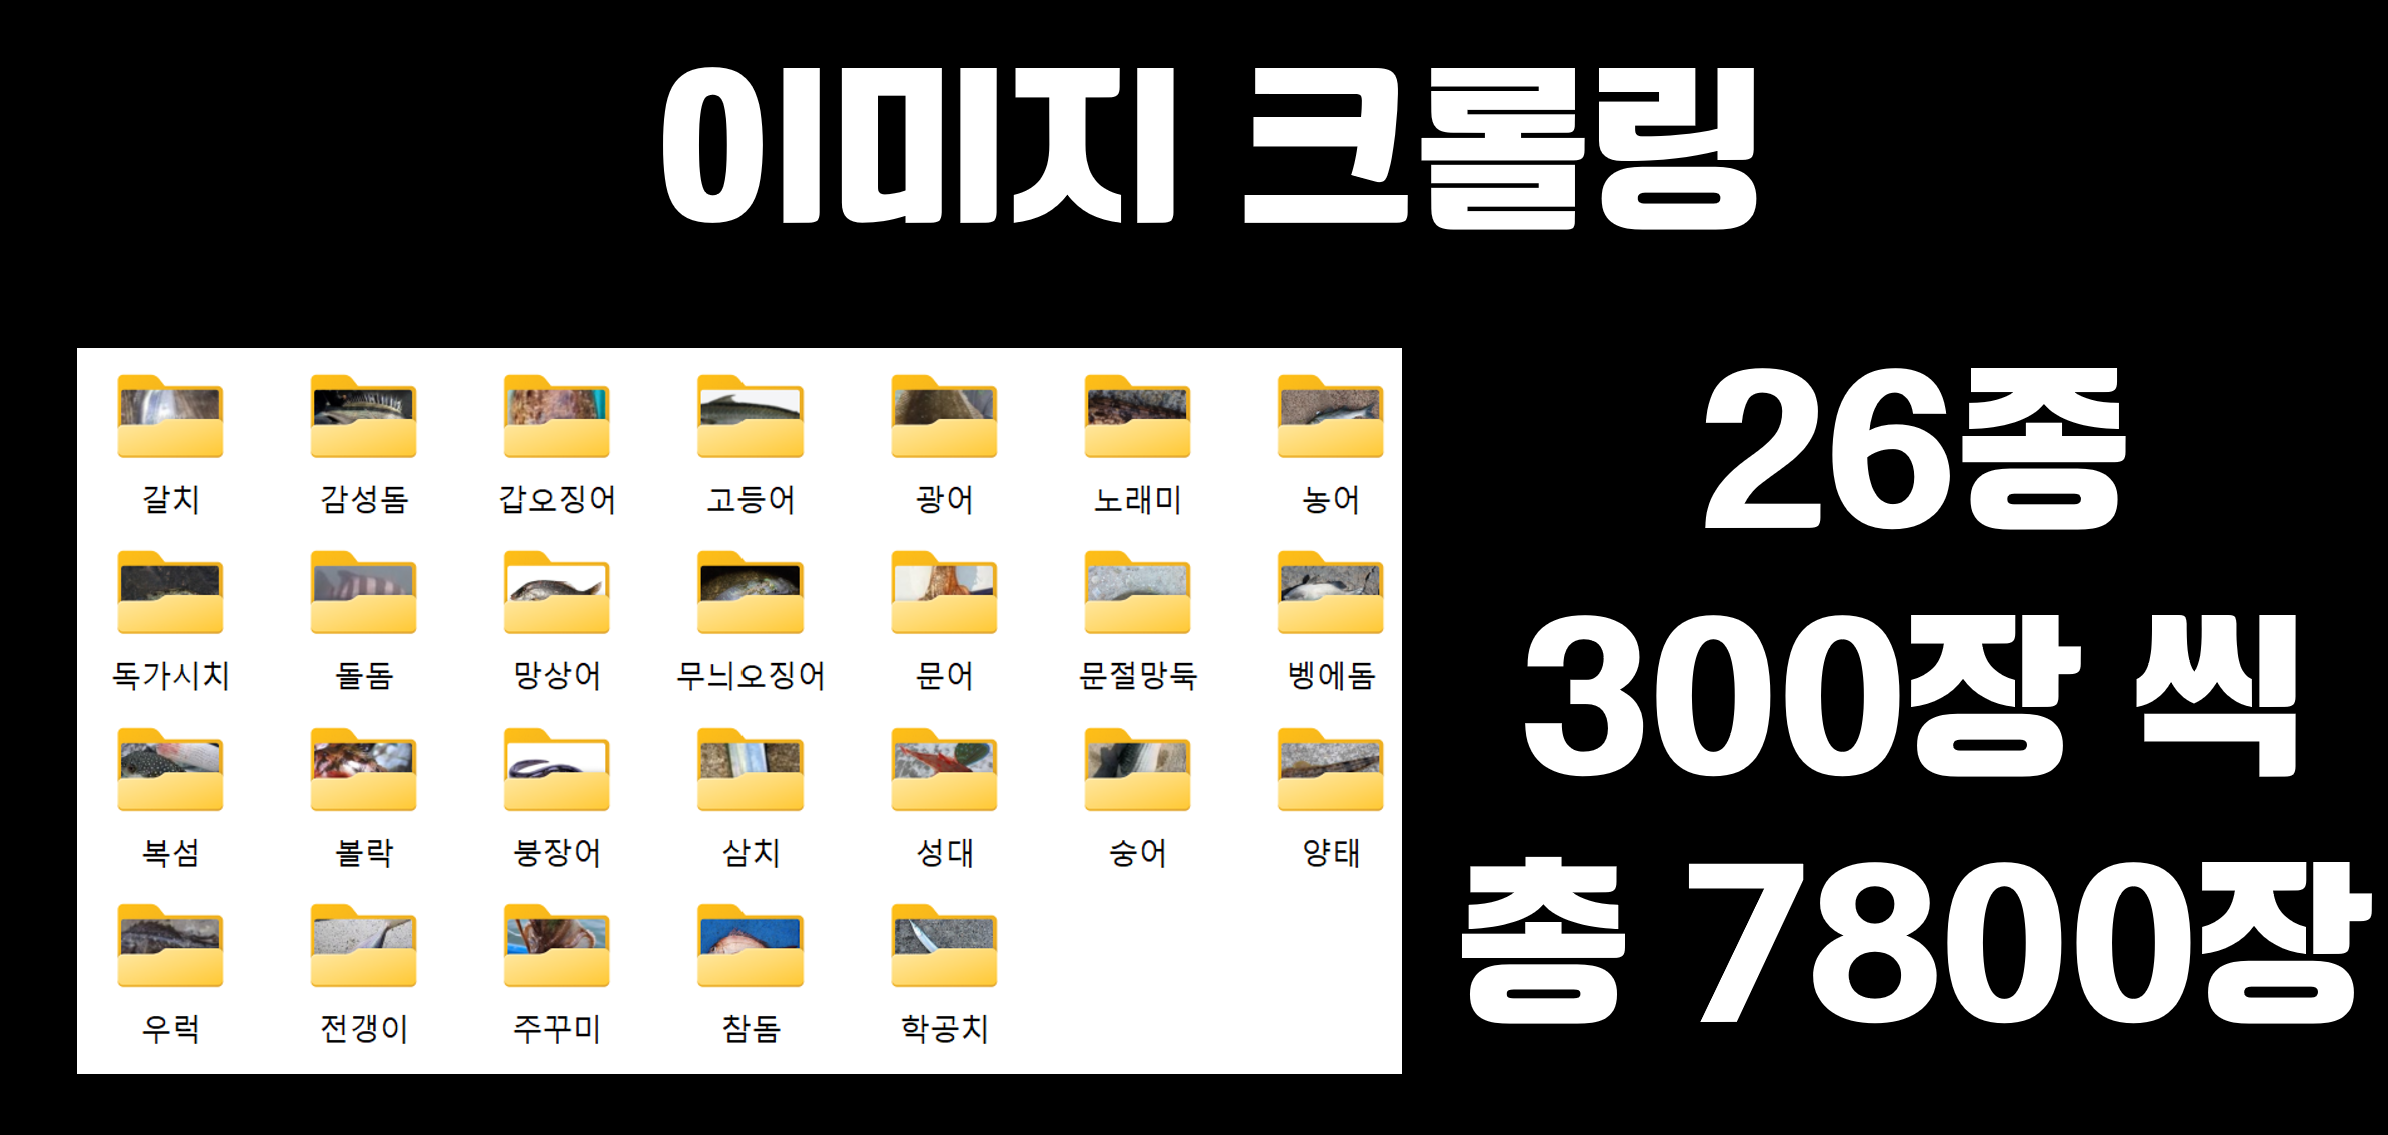 이미지 크롤링
갈치 감성돔 갑오징어 고등어 광어 노래미 농어
독가시치 돌돔 망상어 무늬오징어 문어 문절망둑 벵에돔
복섬 볼락 붕장어 삼치 성대 숭어 양태
우럭 전갱이 주꾸미 참돔 학공치
26종
300장 씩
총 7800장